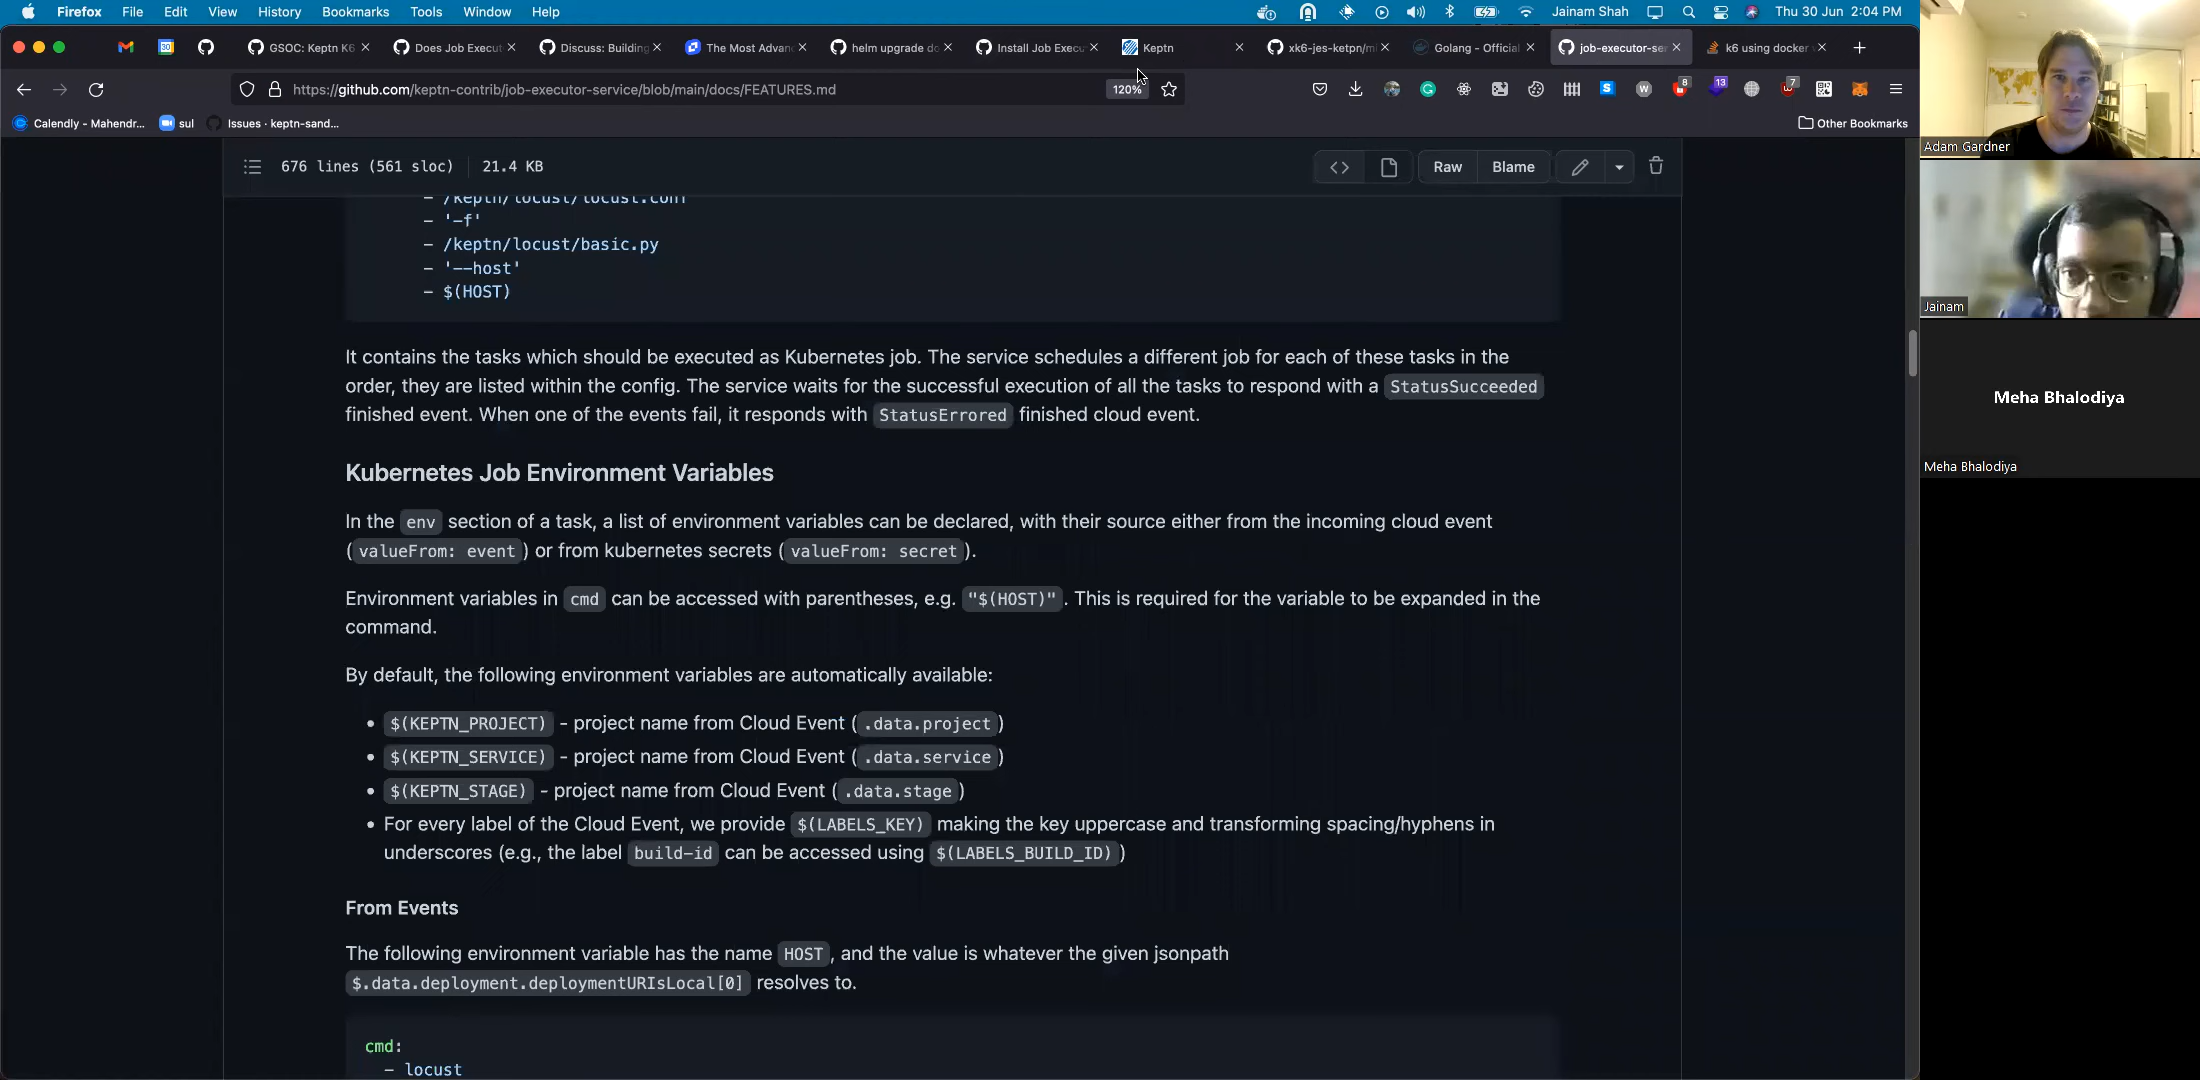 Firefox File Edit View History Bookmarks Tools Window Help Jainam Shah Thu 30 Jun 2:04 PM
GSOC: Keptn K6 Does Job Execut Discuss: Building The Most Advan helm upgrade do Install Job Execu Keptn xk6-jes-ketpn/m Golang - Official job-executor-se k6 using docker
https://github.com/keptn-contrib/job-executor-service/blob/main/docs/FEATURES.md 120% 8 13 7
Calendly - Mahendr... sul Issues · keptn-sand... Other Bookmarks
676 lines (561 sloc) 21.4 KB Raw Blame
- /keptn/locust/locust.conf
- '-f'
- /keptn/locust/basic.py
- '--host'
- $(HOST)
It contains the tasks which should be executed as Kubernetes job. The service schedules a different job for each of these tasks in the
order, they are listed within the config. The service waits for the successful execution of all the tasks to respond with a StatusSucceeded
finished event. When one of the events fail, it responds with StatusErrored finished cloud event.
Kubernetes Job Environment Variables
In the env section of a task, a list of environment variables can be declared, with their source either from the incoming cloud event
(valueFrom: event) or from kubernetes secrets (valueFrom: secret).
Environment variables in cmd can be accessed with parentheses, e.g. "$(HOST)". This is required for the variable to be expanded in the
command.
By default, the following environment variables are automatically available:
• $(KEPTN_PROJECT) - project name from Cloud Event (.data.project)
• $(KEPTN_SERVICE) - project name from Cloud Event (.data.service)
• $(KEPTN_STAGE) - project name from Cloud Event (.data.stage)
• For every label of the Cloud Event, we provide $(LABELS_KEY) making the key uppercase and transforming spacing/hyphens in
underscores (e.g., the label build-id can be accessed using $(LABELS_BUILD_ID))
From Events
The following environment variable has the name HOST, and the value is whatever the given jsonpath
$.data.deployment.deploymentURIsLocal[0] resolves to.
cmd:
- locust
Adam Gardner
Jainam
Meha Bhalodiya
Meha Bhalodiya